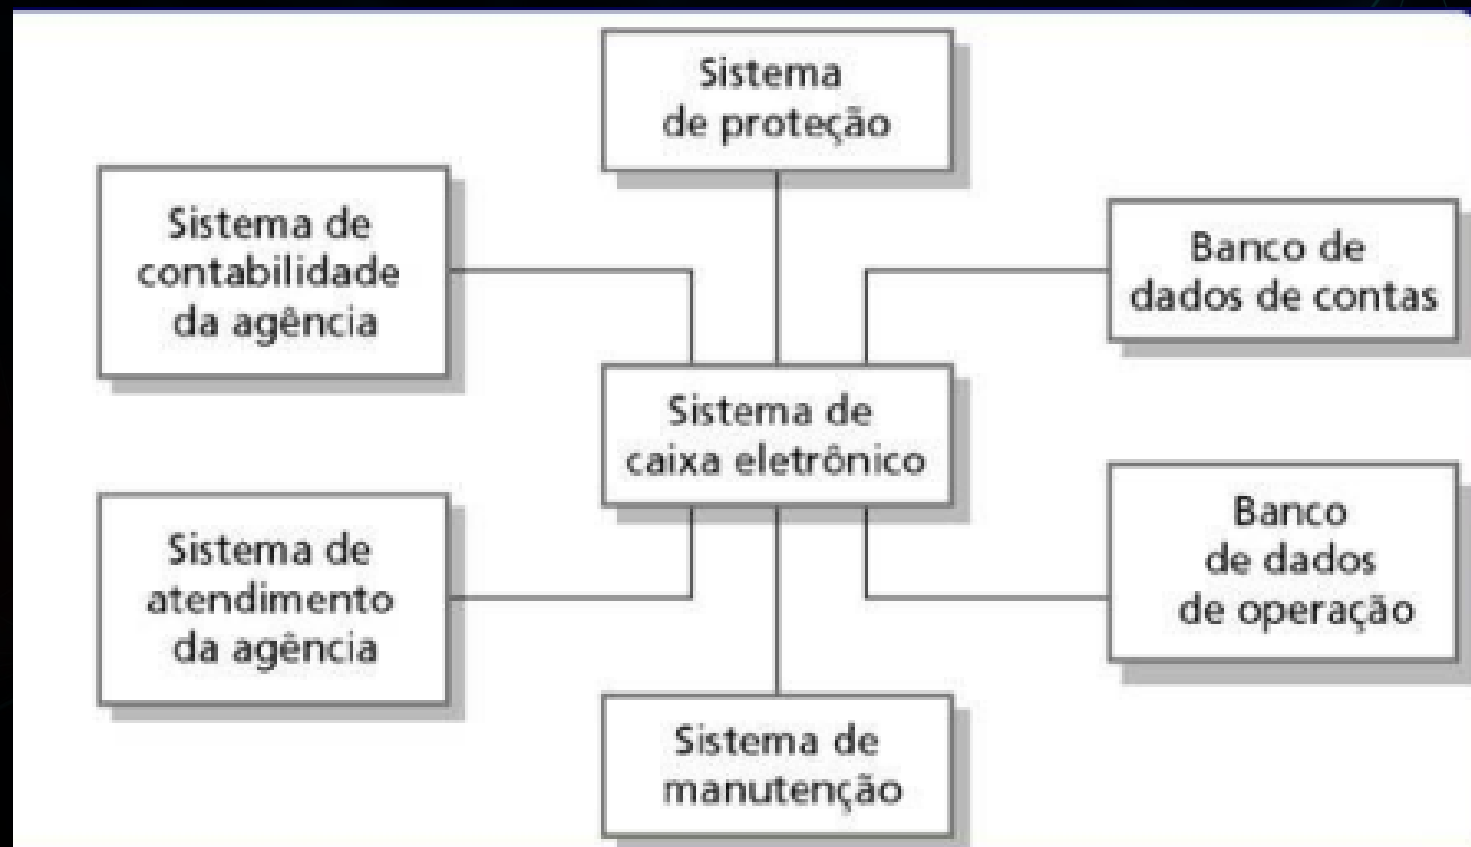 Sistema
de proteção
Sistema de
contabilidade
da agência
Banco de
dados de contas
Sistema de
caixa eletrônico
Sistema de
atendimento
da agência
Banco
de dados
de operação
Sistema de
manutenção